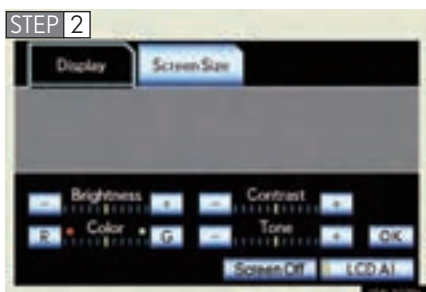 STEP 2
Display Screen Size
- Brightness + - Contrast +
R Color G - Tone + OK
Screen Off LCD AI